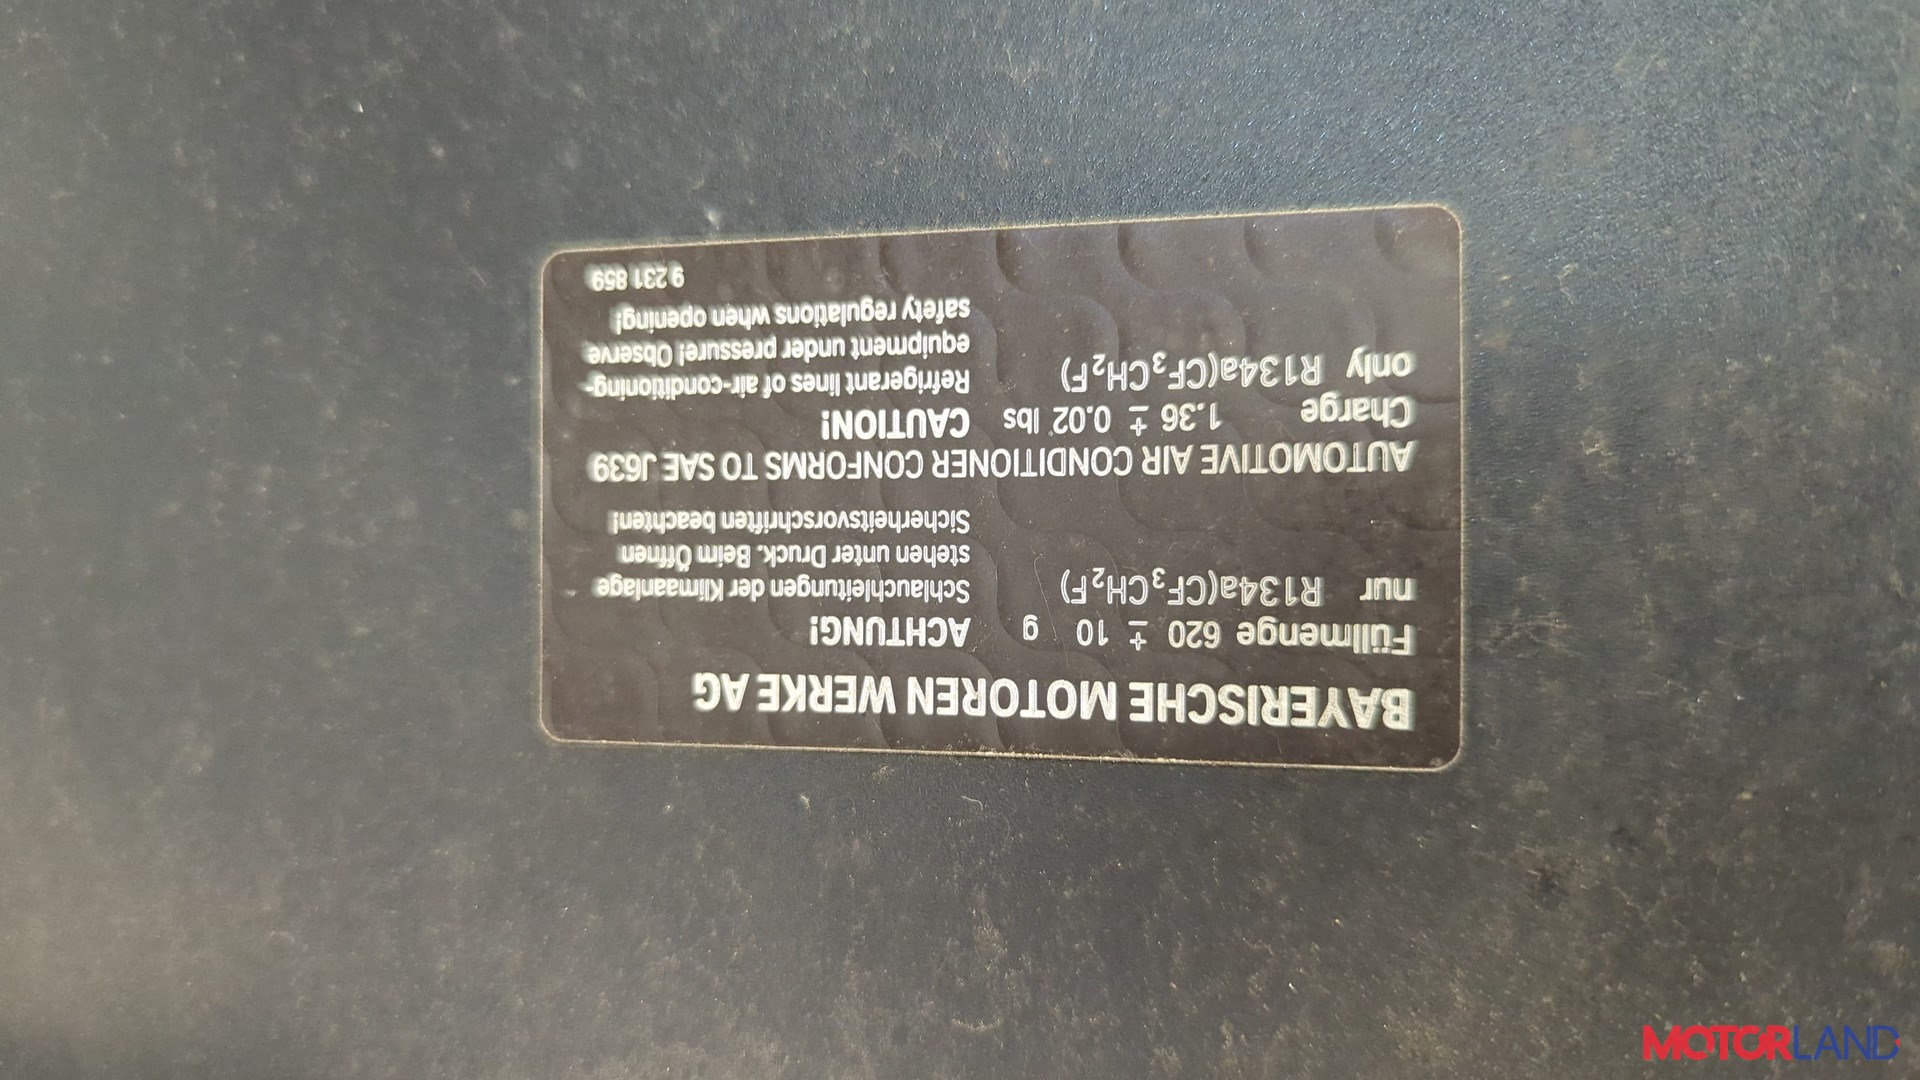 BAYERISCHE MOTOREN WERKE AG
Füllmenge 620 ± 10 g
nur R134a(CF₃CH₂F)
ACHTUNG!
Schlauchleitungen der Klimaanlage
stehen unter Druck. Beim Öffnen
Sicherheitsvorschriften beachten!
AUTOMOTIVE AIR CONDITIONER CONFORMS TO SAE J639
Charge 1.36 ± 0.02 lbs
only R134a(CF₃CH₂F)
CAUTION!
Refrigerant lines of air-conditioning-
equipment under pressure! Observe
safety regulations when opening!
9 231 859
MOTORLAND